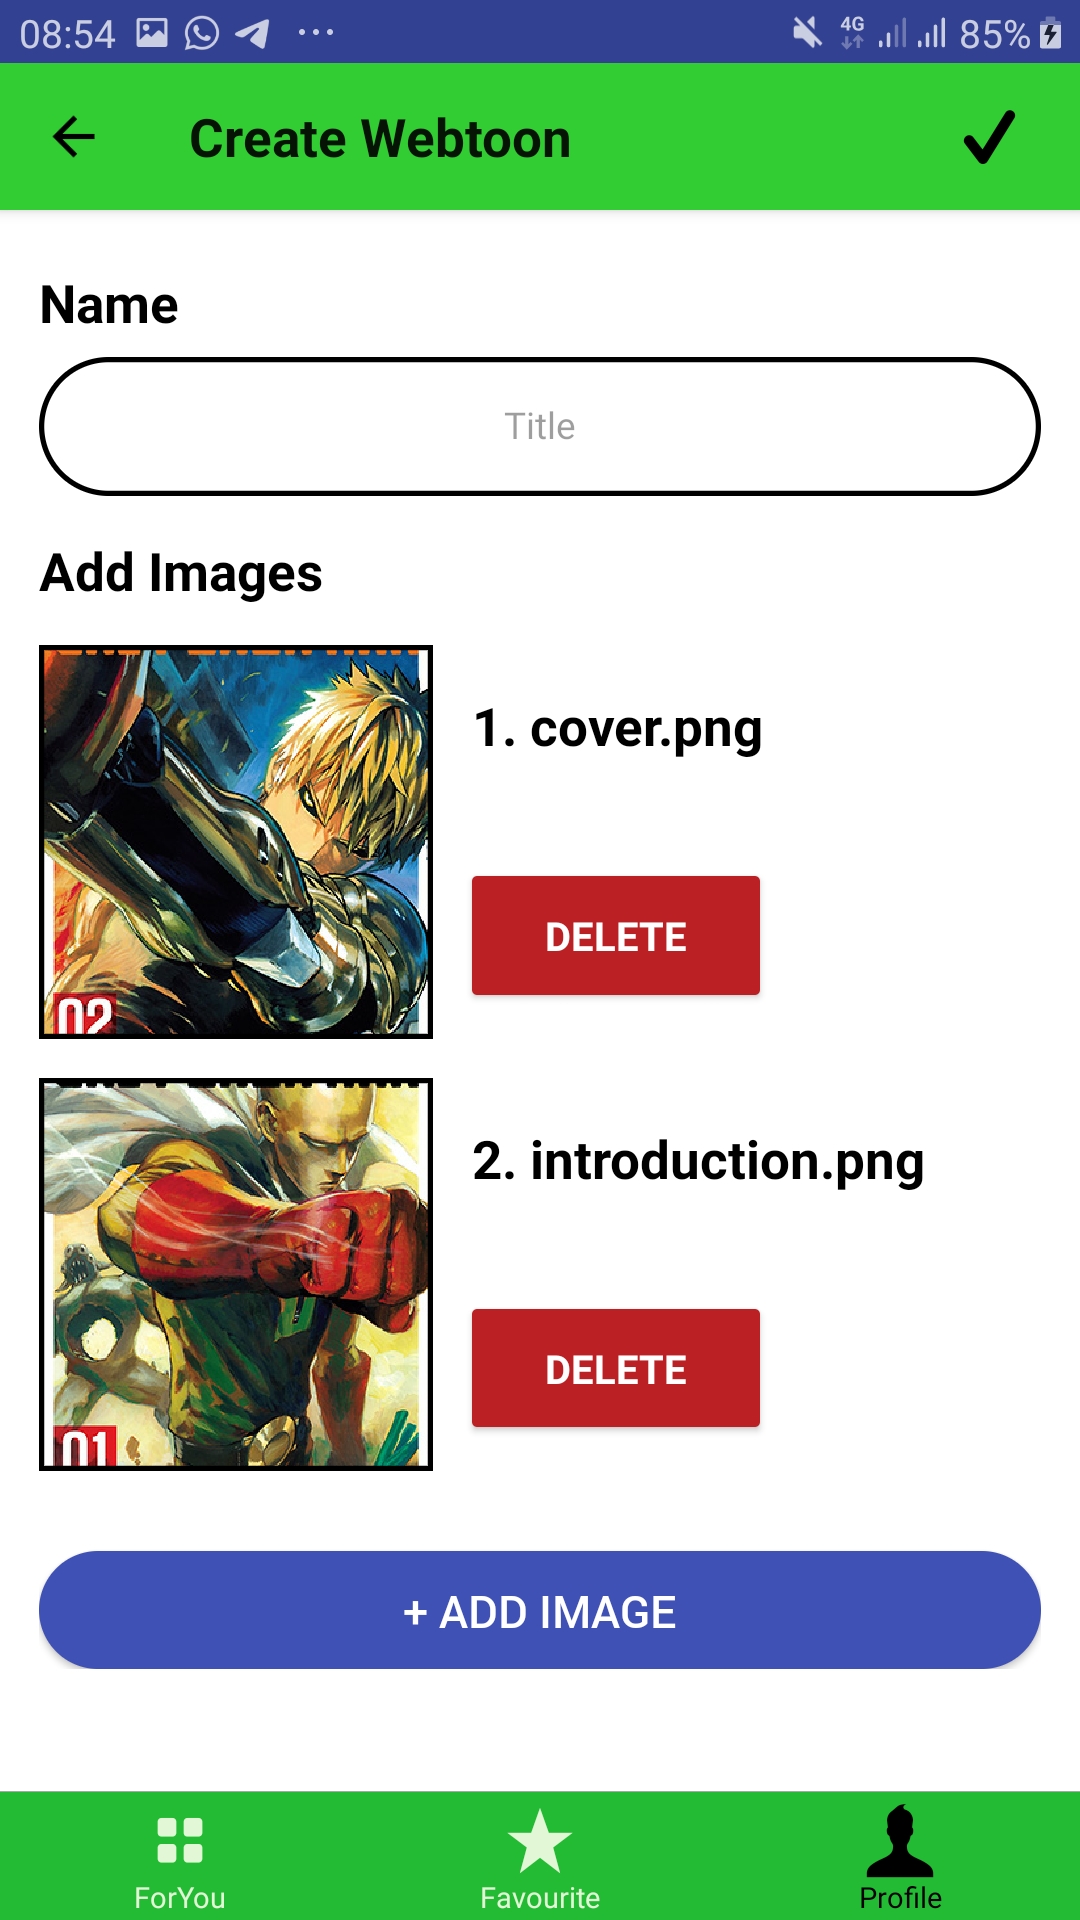 08:54 4G 85%
Create Webtoon
Name
Title
Add Images
1. cover.png
02
DELETE
2. introduction.png
01
DELETE
+ ADD IMAGE
ForYou Favourite Profile